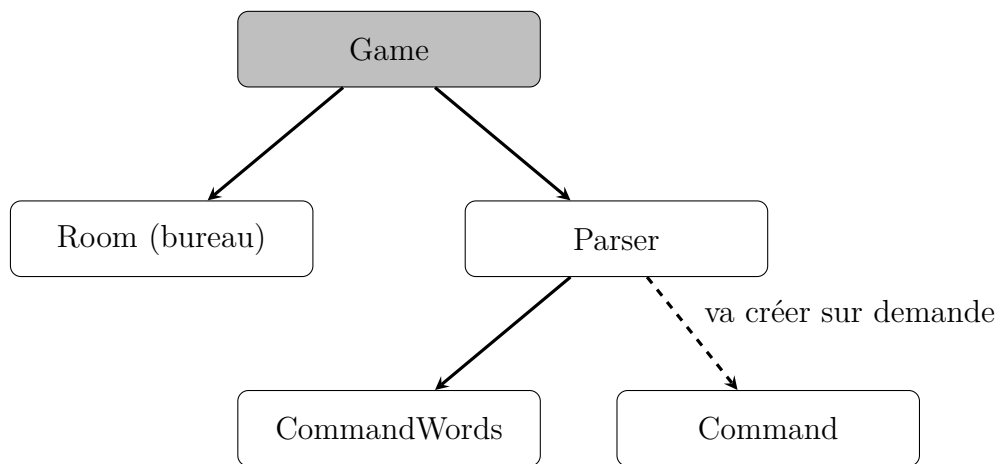 Game
Room (bureau)
Parser
va créer sur demande
CommandWords
Command